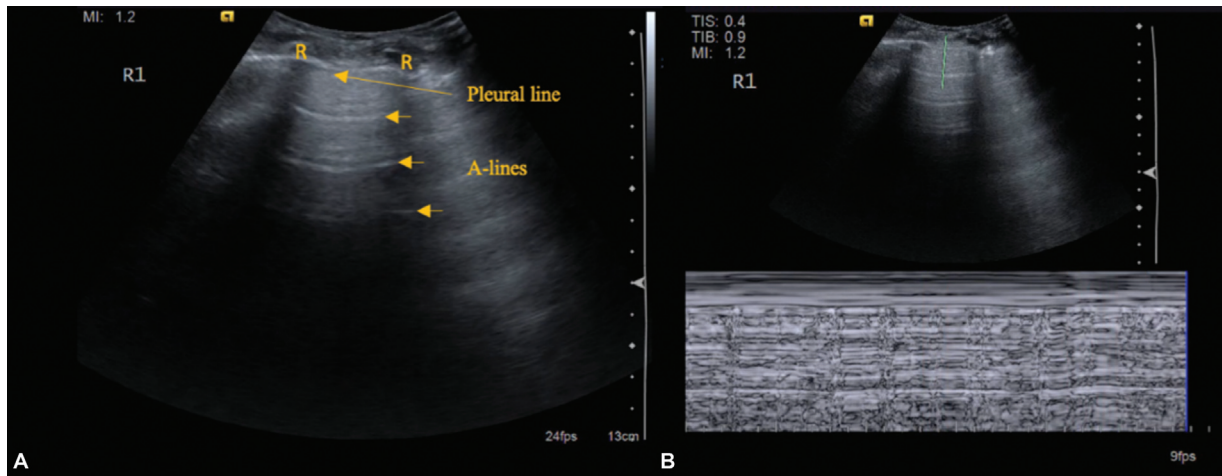 MI: 1.2
R
R
R1
Pleural line
A-lines
24fps
13cm
A
TIS: 0.4
TIB: 0.9
MI: 1.2
R1
9fps
B